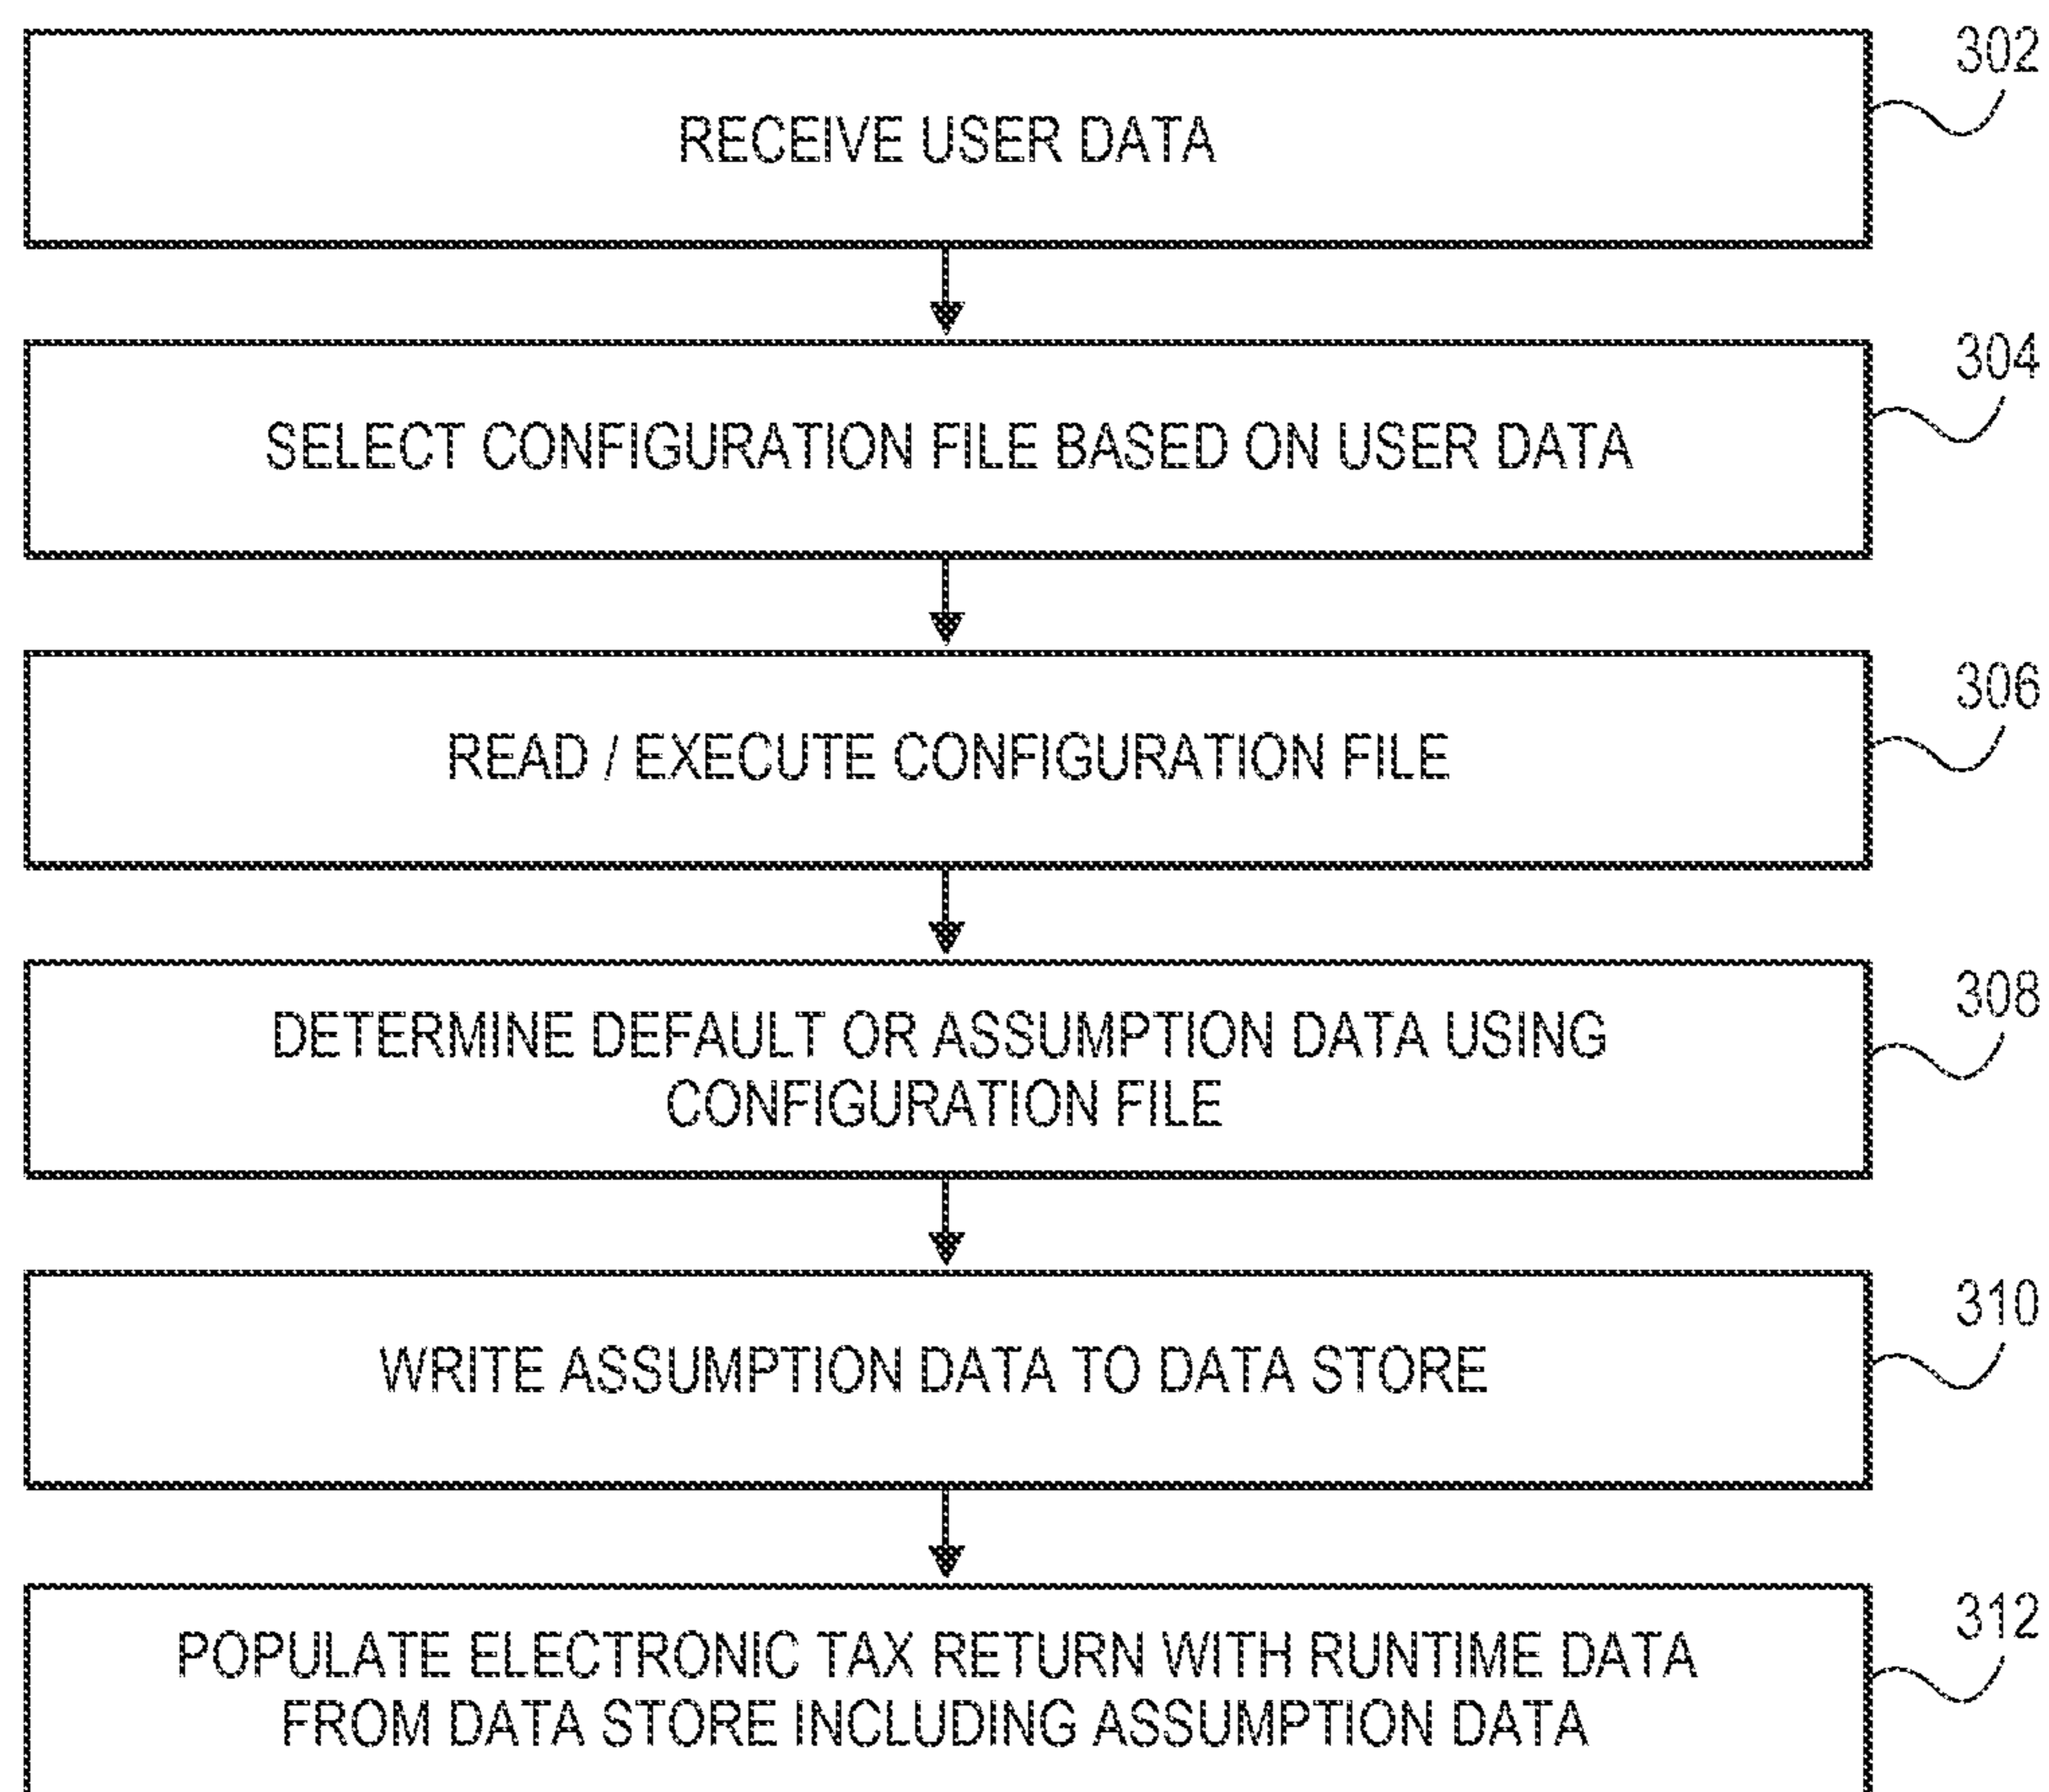 302
RECEIVE USER DATA
304
SELECT CONFIGURATION FILE BASED ON USER DATA
306
READ / EXECUTE CONFIGURATION FILE
308
DETERMINE DEFAULT OR ASSUMPTION DATA USING
CONFIGURATION FILE
310
WRITE ASSUMPTION DATA TO DATA STORE
312
POPULATE ELECTRONIC TAX RETURN WITH RUNTIME DATA
FROM DATA STORE INCLUDING ASSUMPTION DATA